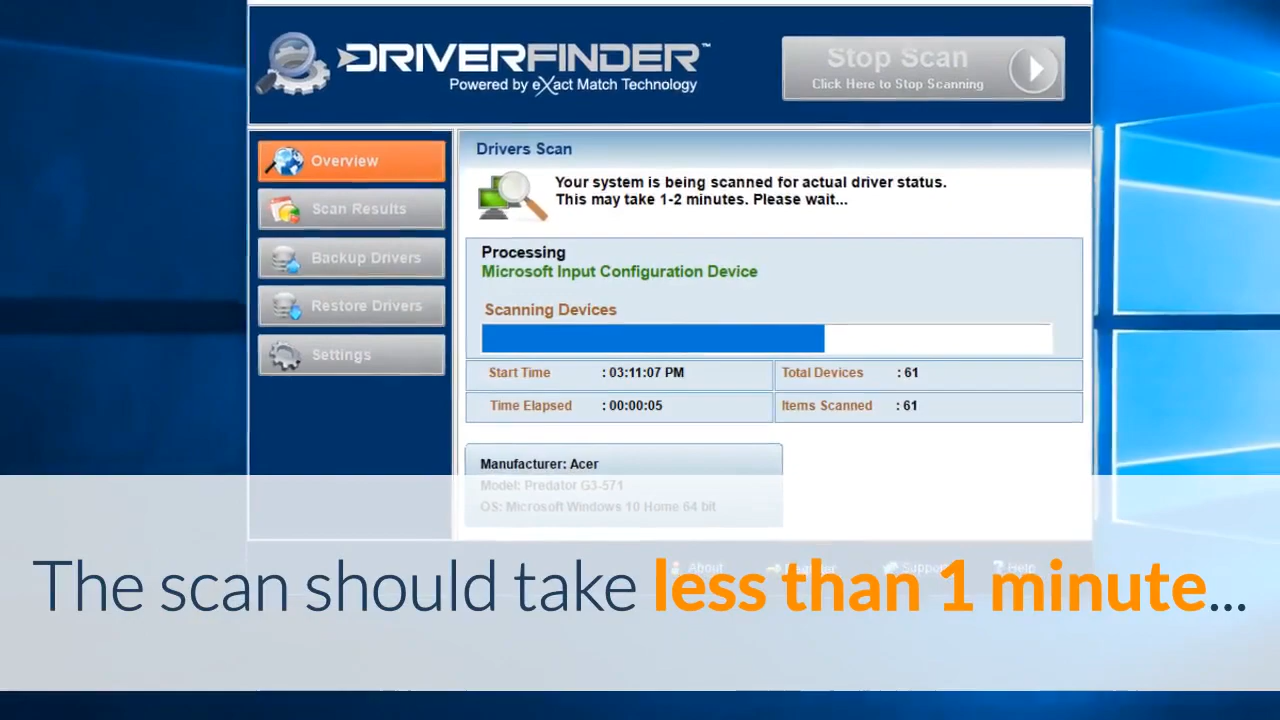 DRIVERFINDER™
Powered by eXact Match Technology
Stop Scan
Click Here to Stop Scanning
Overview
Scan Results
Backup Drivers
Restore Drivers
Settings
Drivers Scan
Your system is being scanned for actual driver status.
This may take 1-2 minutes. Please wait...
Processing
Microsoft Input Configuration Device
Scanning Devices
Start Time : 03:11:07 PM Total Devices : 61
Time Elapsed : 00:00:05 Items Scanned : 61
Manufacturer: Acer
Model: Predator G3-571
OS: Microsoft Windows 10 Home 64 bit
About Register Support Help
The scan should take less than 1 minute...